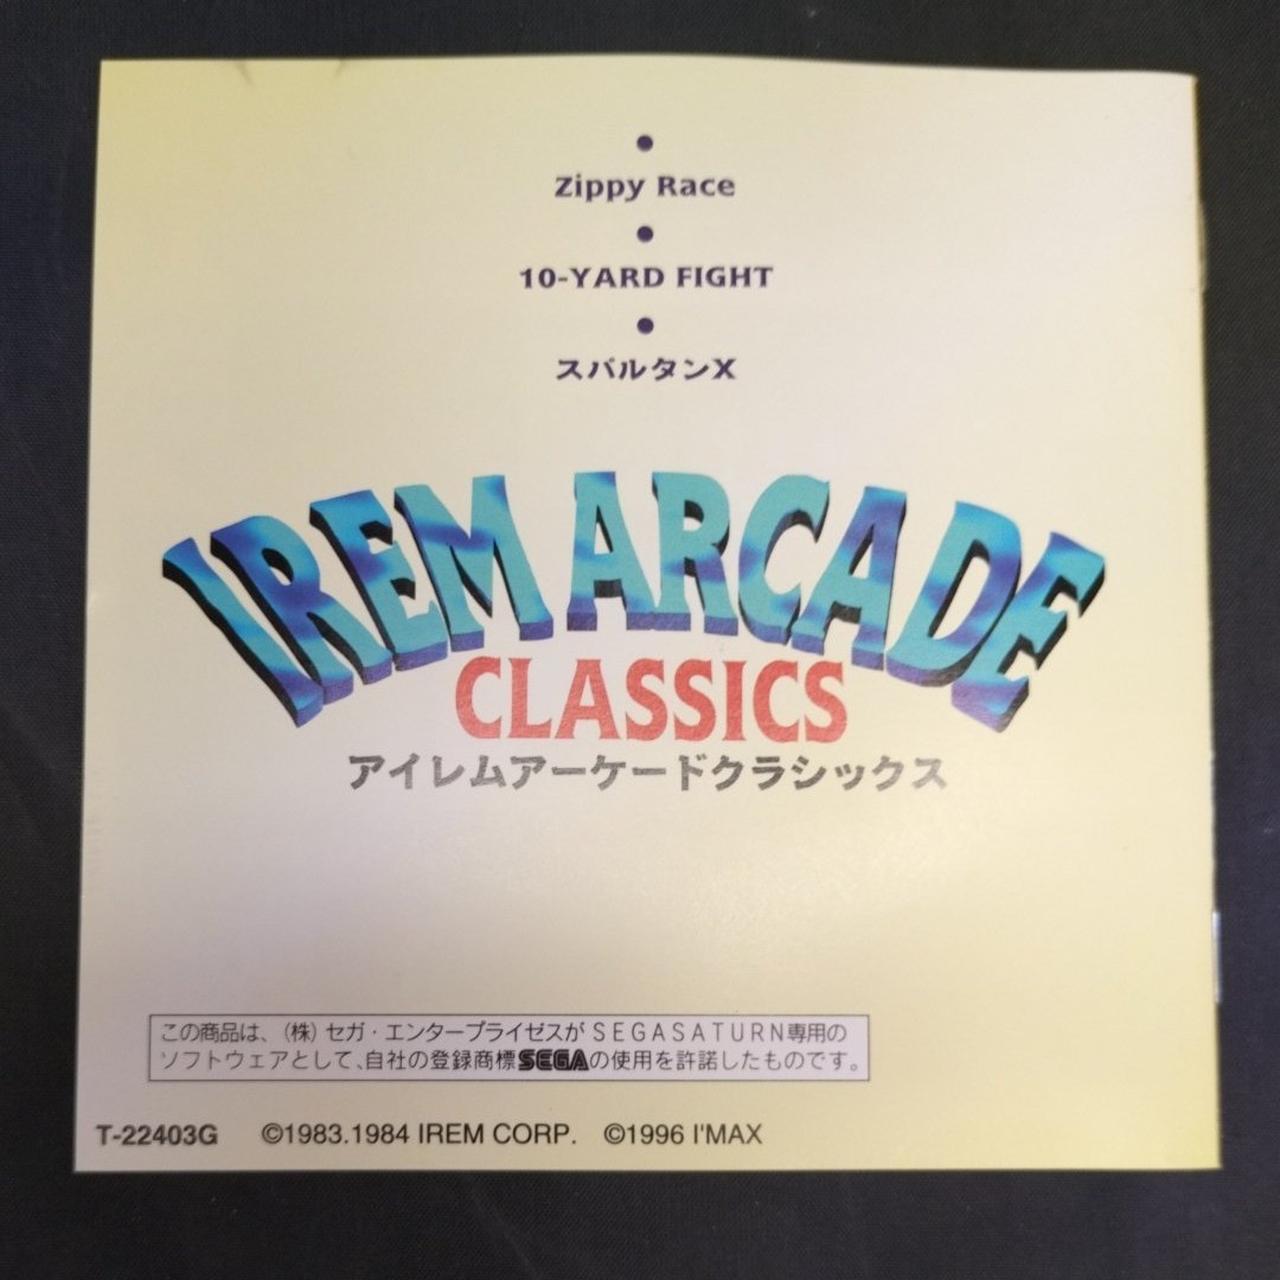 Zippy Race
10-YARD FIGHT
スパルタンX
IREM ARCADE
CLASSICS
アイレムアーケードクラシックス
この商品は、(株)セガ・エンタープライゼスがSEGASATURN専用の
ソフトウェアとして、自社の登録商標SEGAの使用を許諾したものです。
T-22403G ©1983.1984 IREM CORP. ©1996 I'MAX